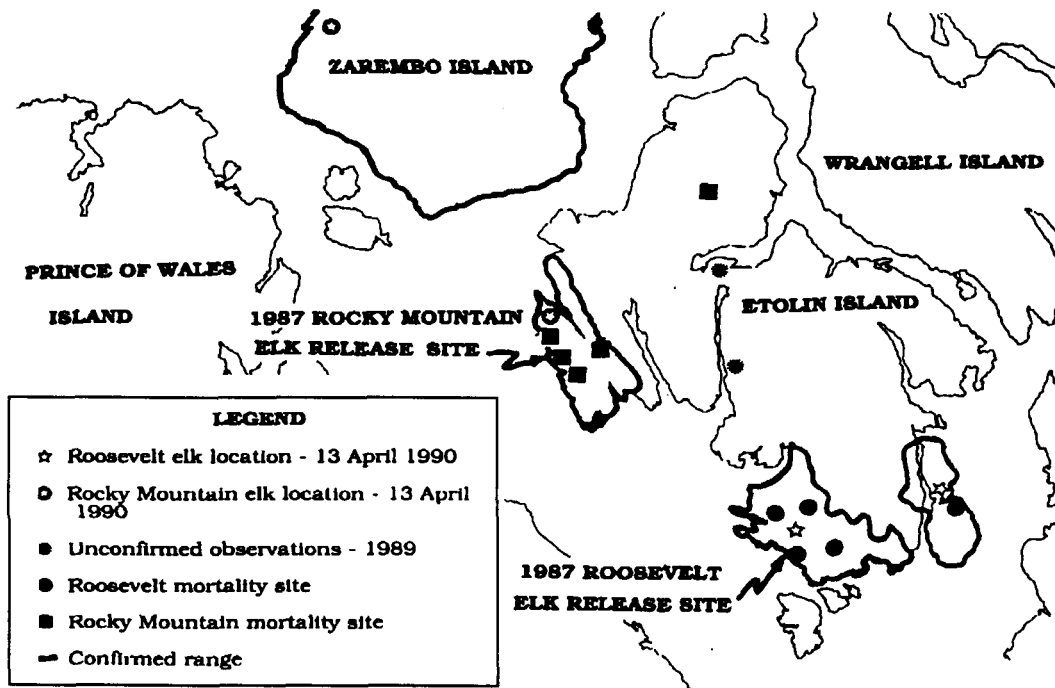 ZAREMBO ISLAND
WRANGELL ISLAND
PRINCE OF WALES
ISLAND
ETOLIN ISLAND
1987 ROCKY MOUNTAIN
ELK RELEASE SITE
LEGEND
Roosevelt elk location - 13 April 1990
Rocky Mountain elk location - 13 April
1990
Unconfirmed observations - 1989
Roosevelt mortality site
Rocky Mountain mortality site
Confirmed range
1987 ROOSEVELT
ELK RELEASE SITE